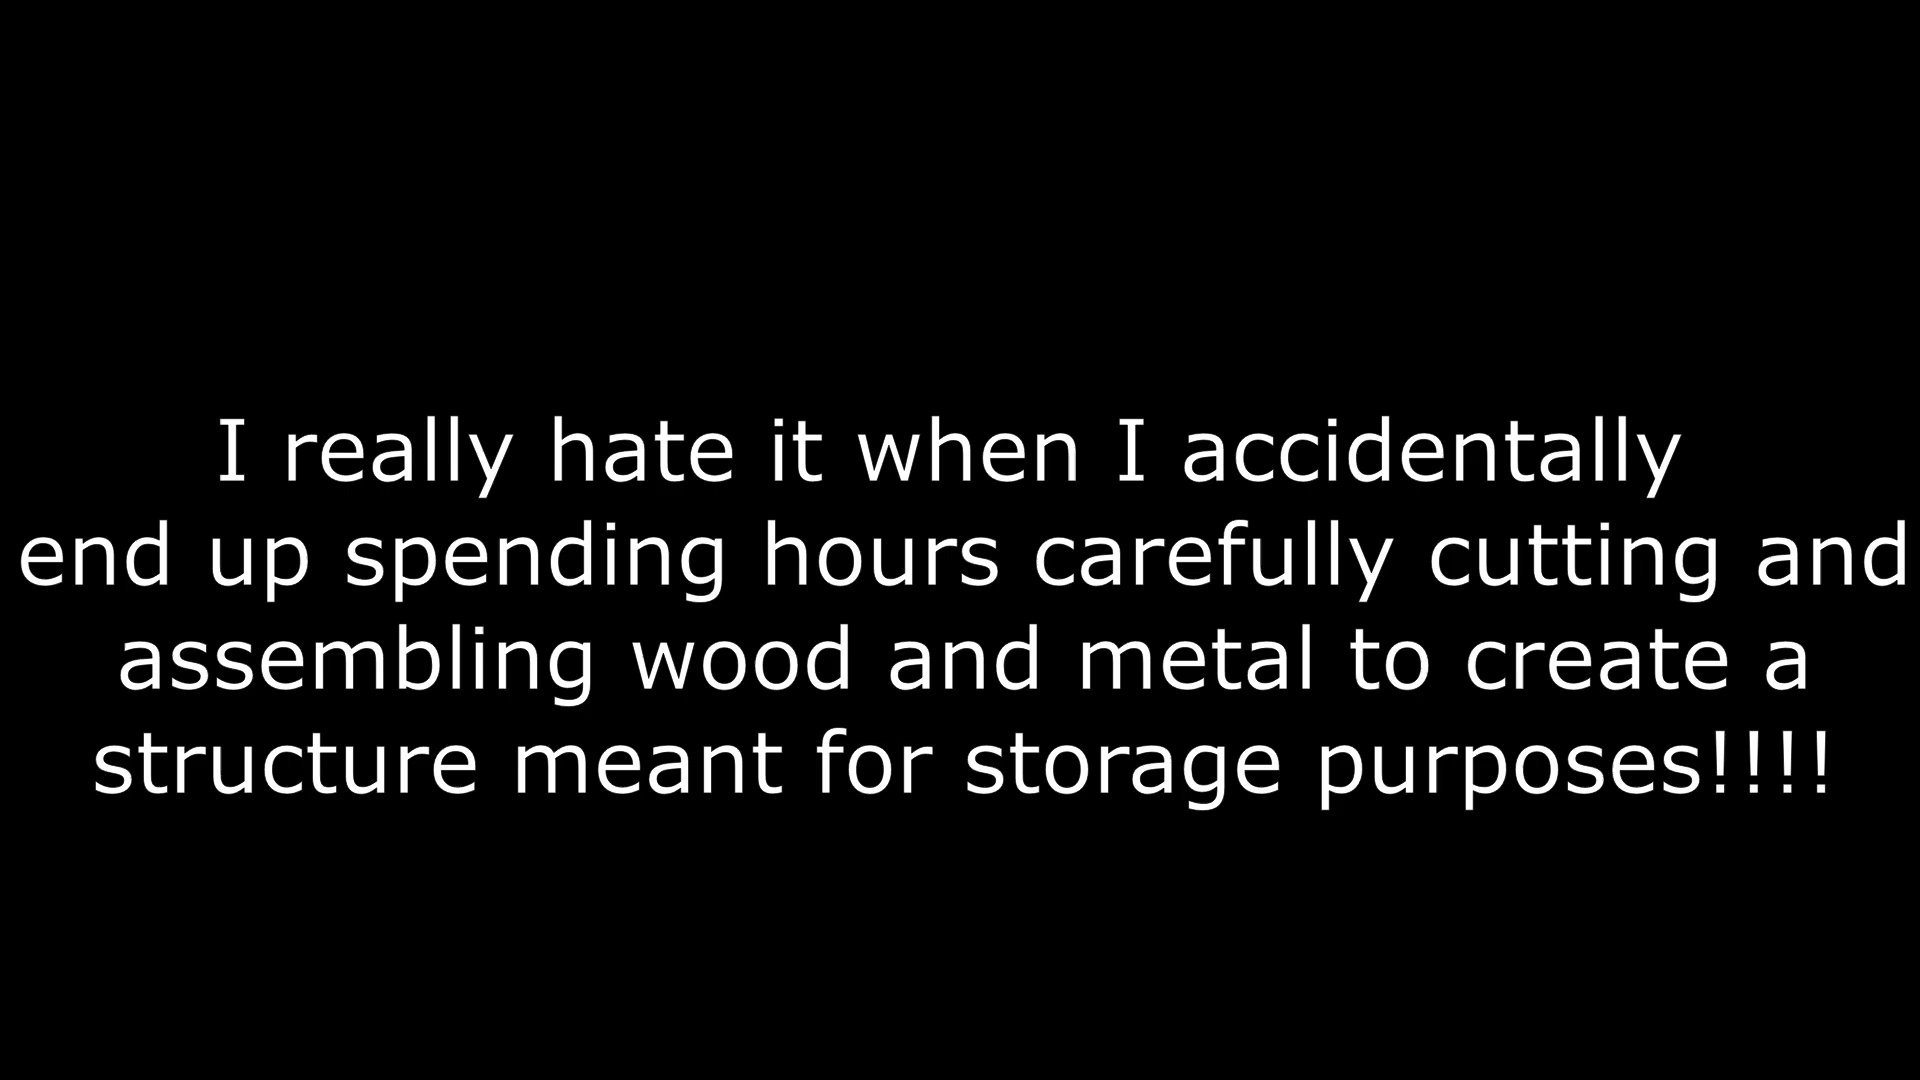 I really hate it when I accidentally
end up spending hours carefully cutting and
assembling wood and metal to create a
structure meant for storage purposes!!!!